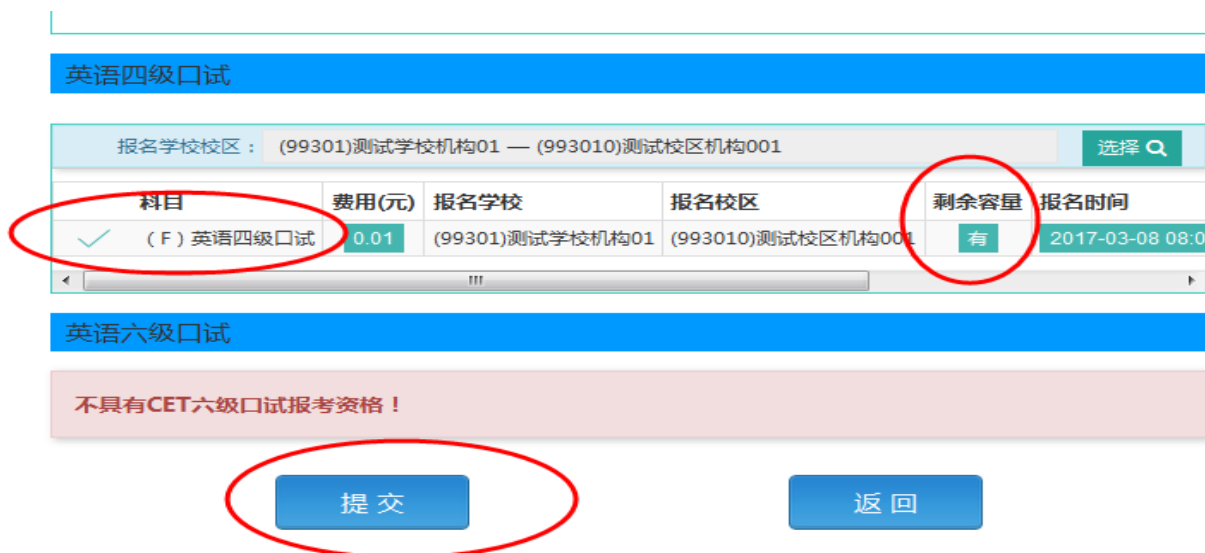 英语四级口试
报名学校校区： (99301)测试学校机构01 — (993010)测试校区机构001 选择
科目 费用(元) 报名学校 报名校区 剩余容量 报名时间
（F）英语四级口试 0.01 (99301)测试学校机构01 (993010)测试校区机构001 有 2017-03-08 08:0
英语六级口试
不具有CET六级口试报考资格！
提 交 返 回